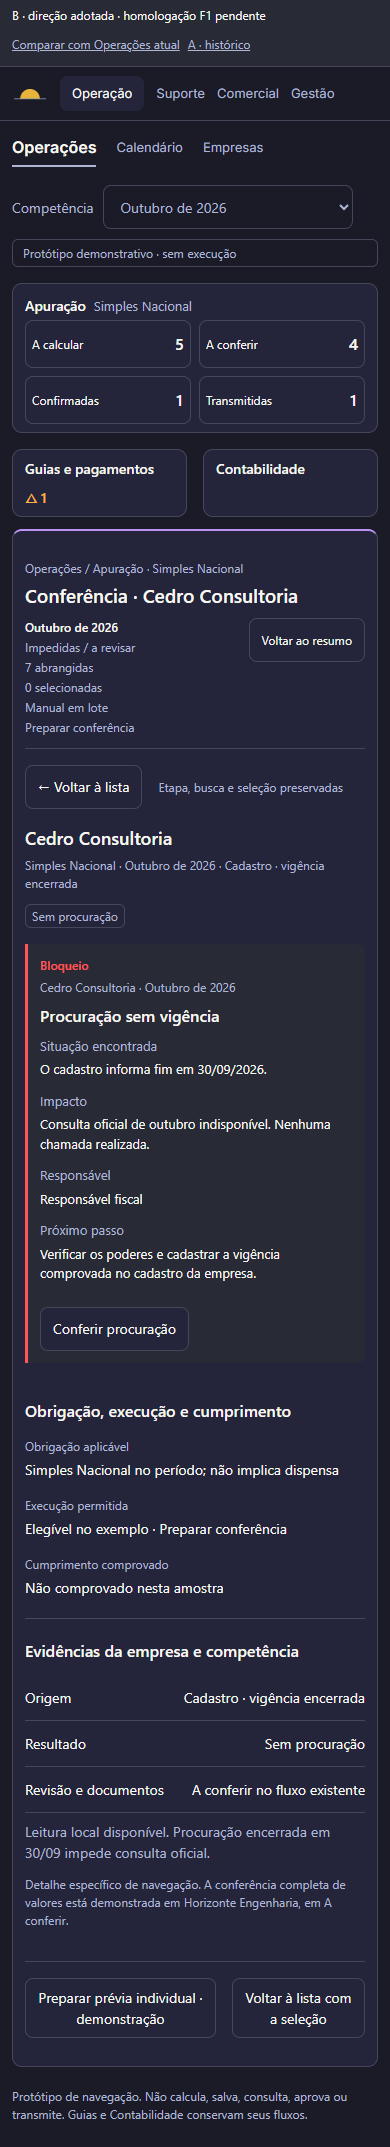 B · direção adotada · homologação F1 pendente
Comparar com Operações atual A · histórico
Operação Suporte Comercial Gestão
Operações Calendário Empresas
Competência Outubro de 2026
Protótipo demonstrativo · sem execução
Apuração Simples Nacional
A calcular 5 A conferir 4
Confirmadas 1 Transmitidas 1
Guias e pagamentos Contabilidade
△ 1
Operações / Apuração · Simples Nacional
Conferência · Cedro Consultoria
Outubro de 2026
Voltar ao resumo
Impedidas / a revisar
7 abrangidas
0 selecionadas
Manual em lote
Preparar conferência
← Voltar à lista Etapa, busca e seleção preservadas
Cedro Consultoria
Simples Nacional · Outubro de 2026 · Cadastro · vigência
encerrada
Sem procuração
Bloqueio
Cedro Consultoria · Outubro de 2026
Procuração sem vigência
Situação encontrada
O cadastro informa fim em 30/09/2026.
Impacto
Consulta oficial de outubro indisponível. Nenhuma
chamada realizada.
Responsável
Responsável fiscal
Próximo passo
Verificar os poderes e cadastrar a vigência
comprovada no cadastro da empresa.
Conferir procuração
Obrigação, execução e cumprimento
Obrigação aplicável
Simples Nacional no período; não implica dispensa
Execução permitida
Elegível no exemplo · Preparar conferência
Cumprimento comprovado
Não comprovado nesta amostra
Evidências da empresa e competência
Origem Cadastro · vigência encerrada
Resultado Sem procuração
Revisão e documentos A conferir no fluxo existente
Leitura local disponível. Procuração encerrada em
30/09 impede consulta oficial.
Detalhe específico de navegação. A conferência completa de
valores está demonstrada em Horizonte Engenharia, em A
conferir.
Preparar prévia individual ·
demonstração
Voltar à lista com
a seleção
Protótipo de navegação. Não calcula, salva, consulta, aprova ou
transmite. Guias e Contabilidade conservam seus fluxos.